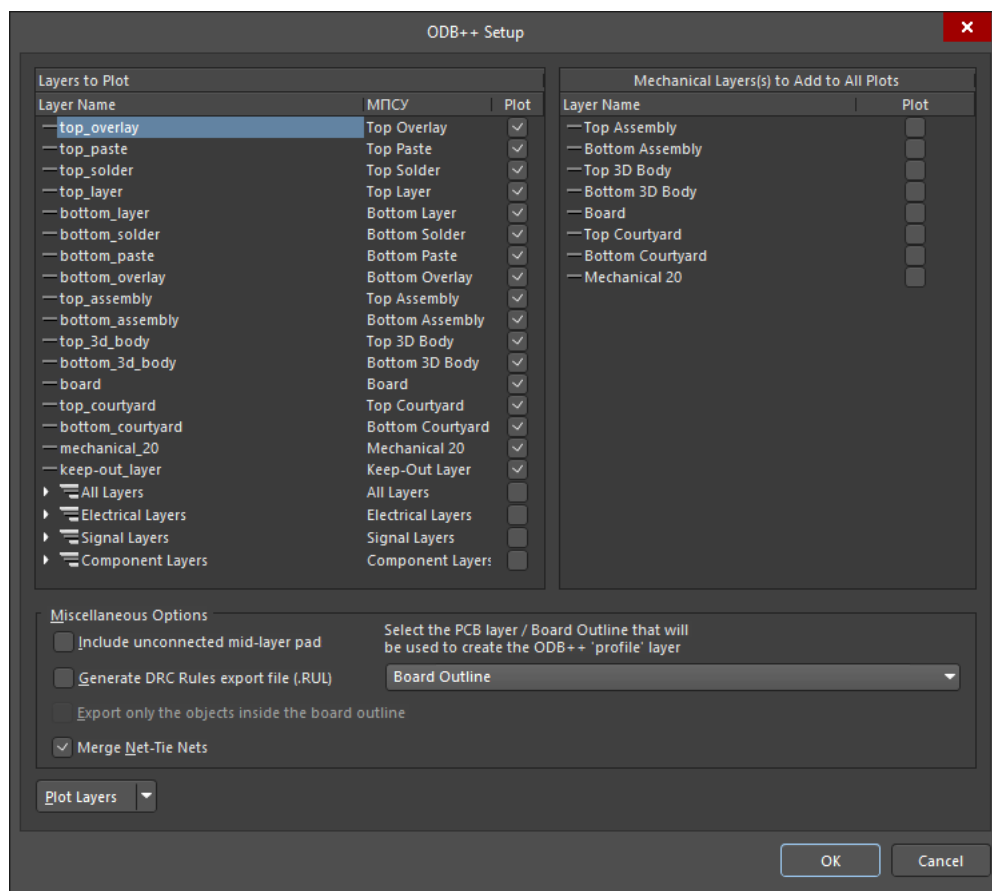 ODB++ Setup
Layers to Plot
Layer Name МПСУ Plot
top_overlay Top Overlay
top_paste Top Paste
top_solder Top Solder
top_layer Top Layer
bottom_layer Bottom Layer
bottom_solder Bottom Solder
bottom_paste Bottom Paste
bottom_overlay Bottom Overlay
top_assembly Top Assembly
bottom_assembly Bottom Assembly
top_3d_body Top 3D Body
bottom_3d_body Bottom 3D Body
board Board
top_courtyard Top Courtyard
bottom_courtyard Bottom Courtyard
mechanical_20 Mechanical 20
keep-out_layer Keep-Out Layer
All Layers All Layers
Electrical Layers Electrical Layers
Signal Layers Signal Layers
Component Layers Component Layers
Mechanical Layers(s) to Add to All Plots
Layer Name Plot
Top Assembly
Bottom Assembly
Top 3D Body
Bottom 3D Body
Board
Top Courtyard
Bottom Courtyard
Mechanical 20
Miscellaneous Options
Include unconnected mid-layer pad
Generate DRC Rules export file (.RUL)
Export only the objects inside the board outline
Merge Net-Tie Nets
Select the PCB layer / Board Outline that will
be used to create the ODB++ 'profile' layer
Board Outline
Plot Layers
OK Cancel